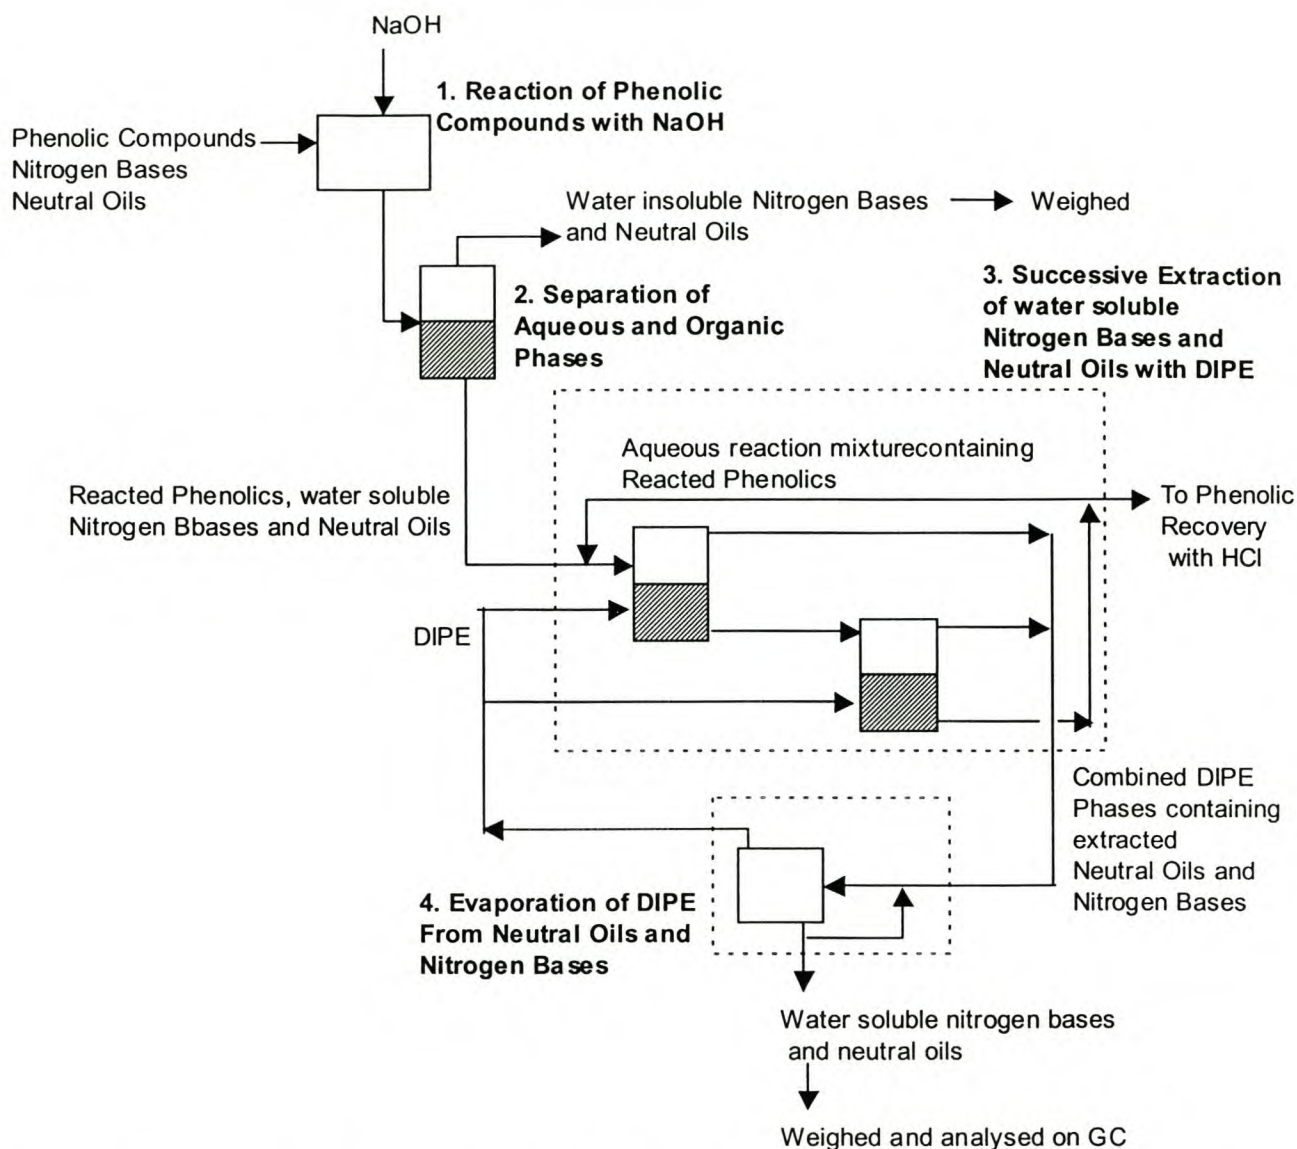 NaOH
1. Reaction of Phenolic
Compounds with NaOH
Phenolic Compounds
Nitrogen Bases
Neutral Oils
Water insoluble Nitrogen Bases
and Neutral Oils
Weighed
2. Separation of
Aqueous and Organic
Phases
3. Successive Extraction
of water soluble
Nitrogen Bases and
Neutral Oils with DIPE
Aqueous reaction mixturecontaining
Reacted Phenolics
Reacted Phenolics, water soluble
Nitrogen Bbases and Neutral Oils
To Phenolic
Recovery
with HCl
DIPE
Combined DIPE
Phases containing
extracted
Neutral Oils and
Nitrogen Bases
4. Evaporation of DIPE
From Neutral Oils and
Nitrogen Bases
Water soluble nitrogen bases
and neutral oils
Weighed and analysed on GC